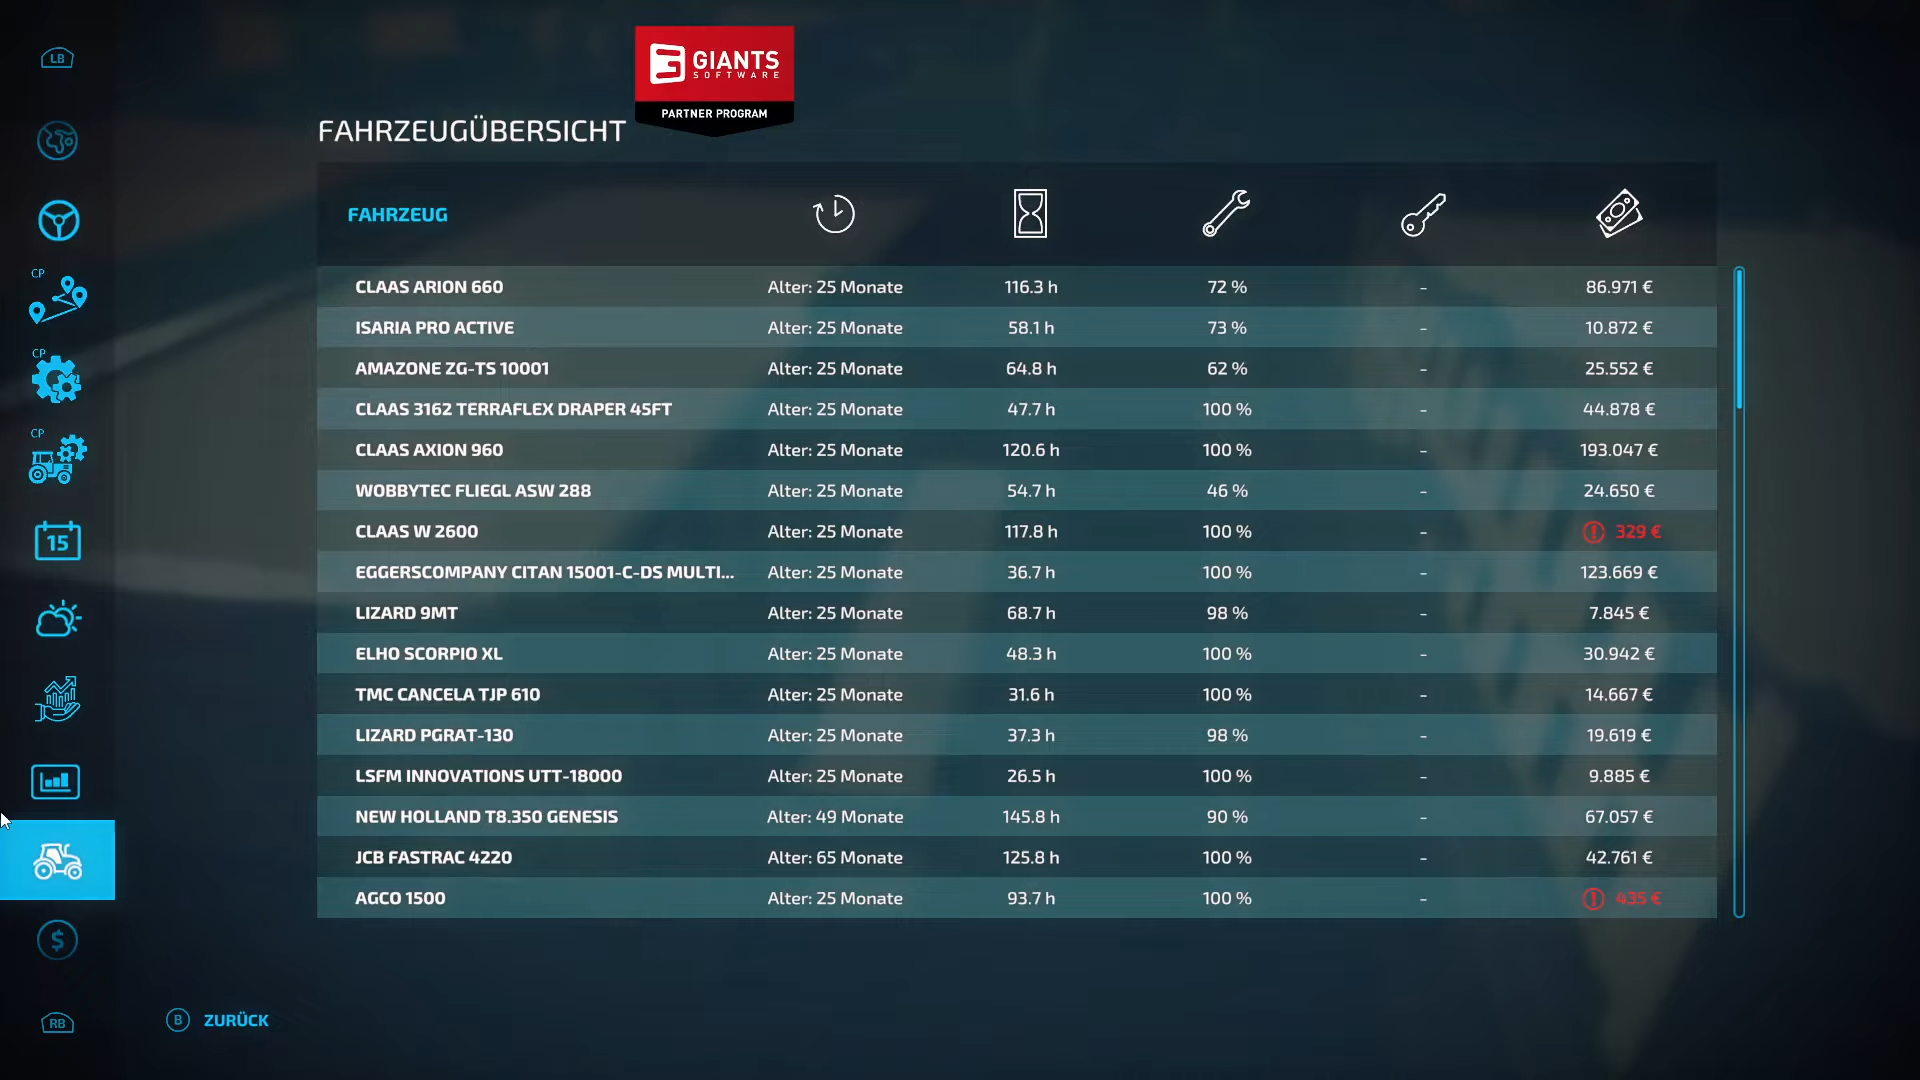 LB
GIANTS
SOFTWARE
PARTNER PROGRAM
FAHRZEUGÜBERSICHT
FAHRZEUG
CP
CP
CP
15
CLAAS ARION 660 Alter: 25 Monate 116.3 h 72 % - 86.971 €
ISARIA PRO ACTIVE Alter: 25 Monate 58.1 h 73 % - 10.872 €
AMAZONE ZG-TS 10001 Alter: 25 Monate 64.8 h 62 % - 25.552 €
CLAAS 3162 TERRAFLEX DRAPER 45FT Alter: 25 Monate 47.7 h 100 % - 44.878 €
CLAAS AXION 960 Alter: 25 Monate 120.6 h 100 % - 193.047 €
WOBBYTEC FLIEGL ASW 288 Alter: 25 Monate 54.7 h 46 % - 24.650 €
CLAAS W 2600 Alter: 25 Monate 117.8 h 100 % - 329 €
EGGERSCOMPANY CITAN 15001-C-DS MULTI... Alter: 25 Monate 36.7 h 100 % - 123.669 €
LIZARD 9MT Alter: 25 Monate 68.7 h 98 % - 7.845 €
ELHO SCORPIO XL Alter: 25 Monate 48.3 h 100 % - 30.942 €
TMC CANCELA TJP 610 Alter: 25 Monate 31.6 h 100 % - 14.667 €
LIZARD PGRAT-130 Alter: 25 Monate 37.3 h 98 % - 19.619 €
LSFM INNOVATIONS UTT-18000 Alter: 25 Monate 26.5 h 100 % - 9.885 €
NEW HOLLAND T8.350 GENESIS Alter: 49 Monate 145.8 h 90 % - 67.057 €
JCB FASTRAC 4220 Alter: 65 Monate 125.8 h 100 % - 42.761 €
AGCO 1500 Alter: 25 Monate 93.7 h 100 % - 435 €
$
RB
B ZURÜCK